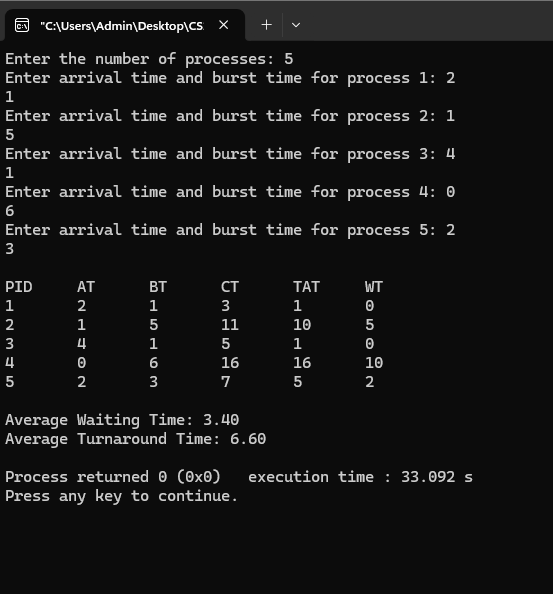 "C:\Users\Admin\Desktop\CS
Enter the number of processes: 5
Enter arrival time and burst time for process 1: 2
1
Enter arrival time and burst time for process 2: 1
5
Enter arrival time and burst time for process 3: 4
1
Enter arrival time and burst time for process 4: 0
6
Enter arrival time and burst time for process 5: 2
3
PID AT BT CT TAT WT
1 2 1 3 1 0
2 1 5 11 10 5
3 4 1 5 1 0
4 0 6 16 16 10
5 2 3 7 5 2
Average Waiting Time: 3.40
Average Turnaround Time: 6.60
Process returned 0 (0x0) execution time : 33.092 s
Press any key to continue.